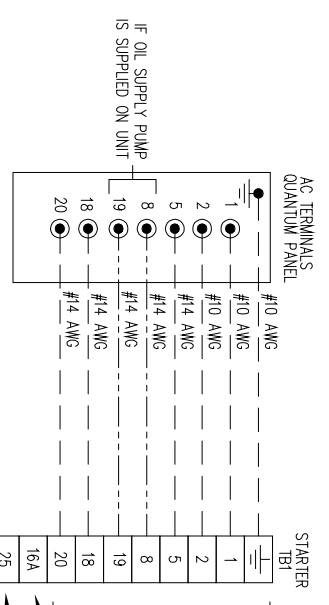 AC TERMINALS
QUANTUM PANEL
STARTER
TB1
#10 AWG
1 #10 AWG 1
2 #10 AWG 2
5 #14 AWG 5
8 #14 AWG 8
IF OIL SUPPLY PUMP
IS SUPPLIED ON UNIT
19 #14 AWG 19
18 #14 AWG 18
20 #14 AWG 20
16A
25